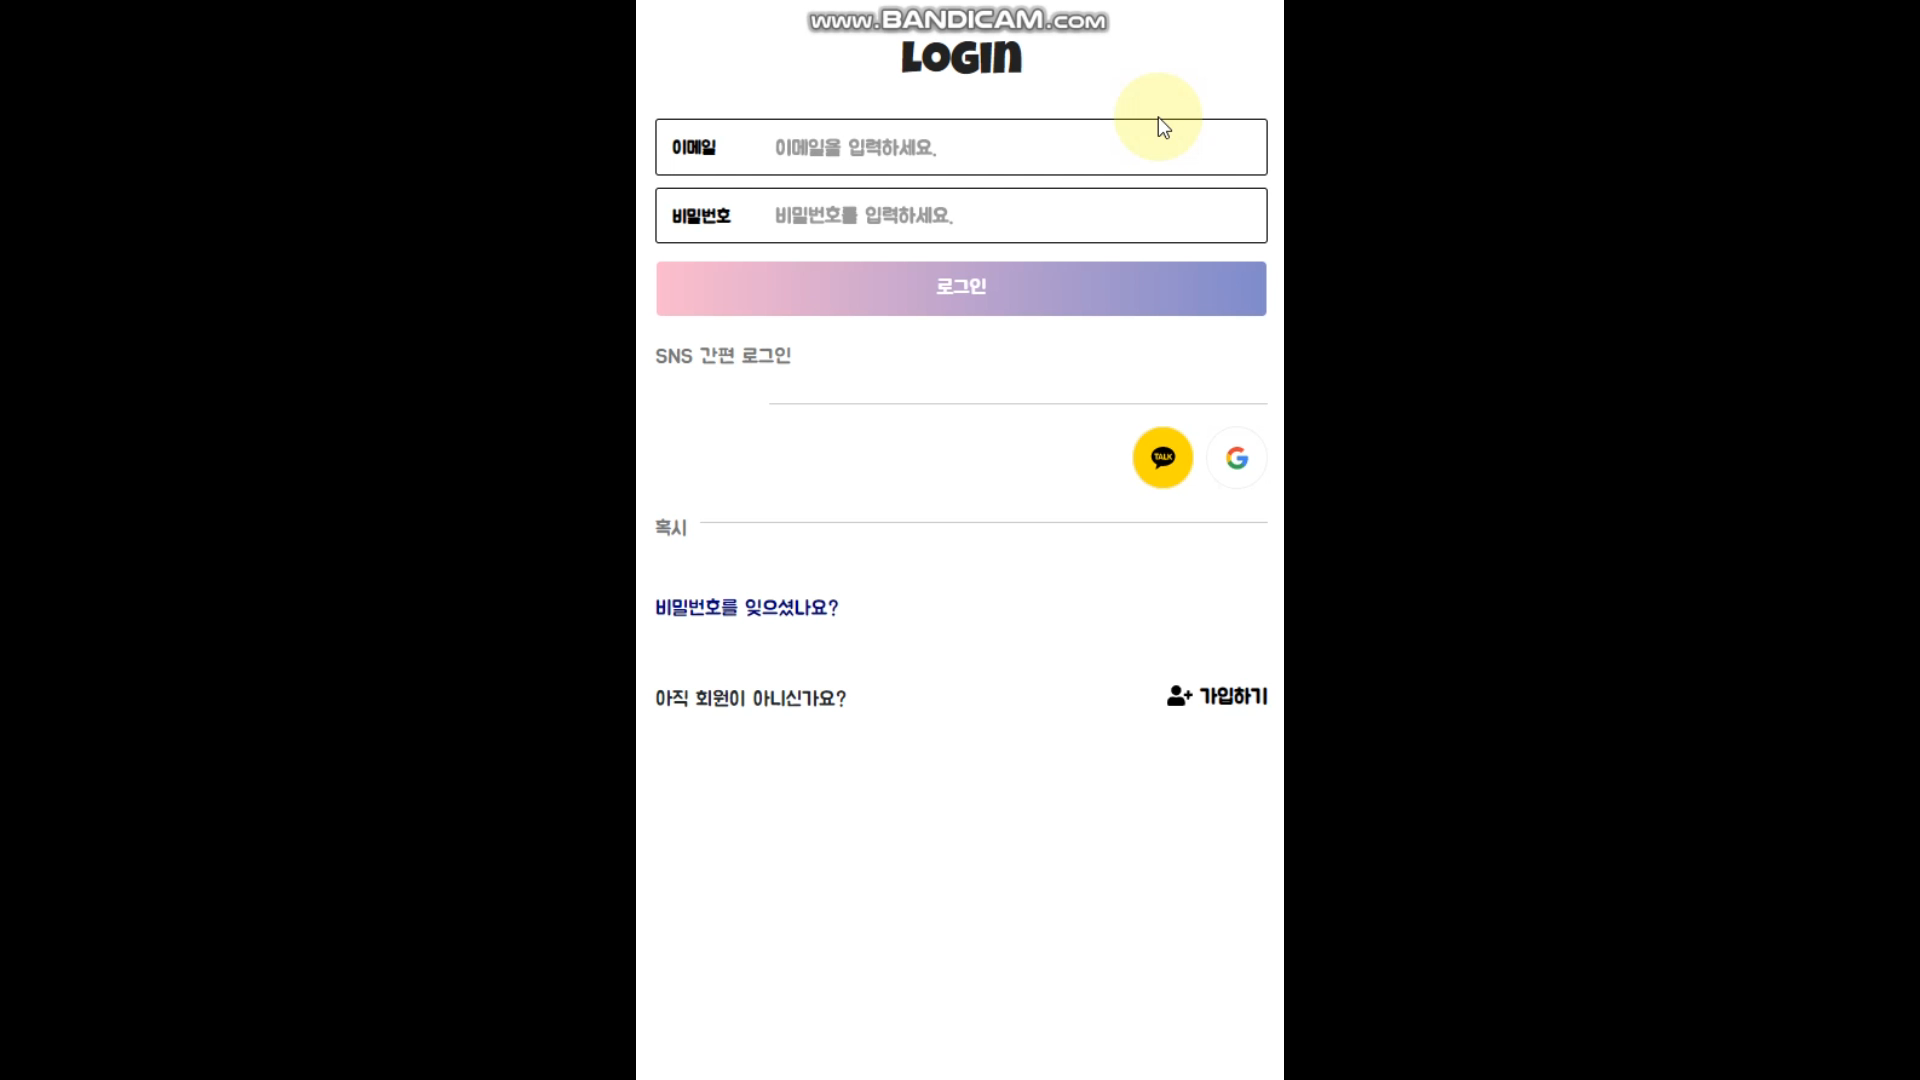 www.BANDICAM.com
LOGIN
이메일 이메일을 입력하세요.
비밀번호 비밀번호를 입력하세요.
로그인
SNS 간편 로그인
TALK G
혹시
비밀번호를 잊으셨나요?
아직 회원이 아니신가요? 가입하기